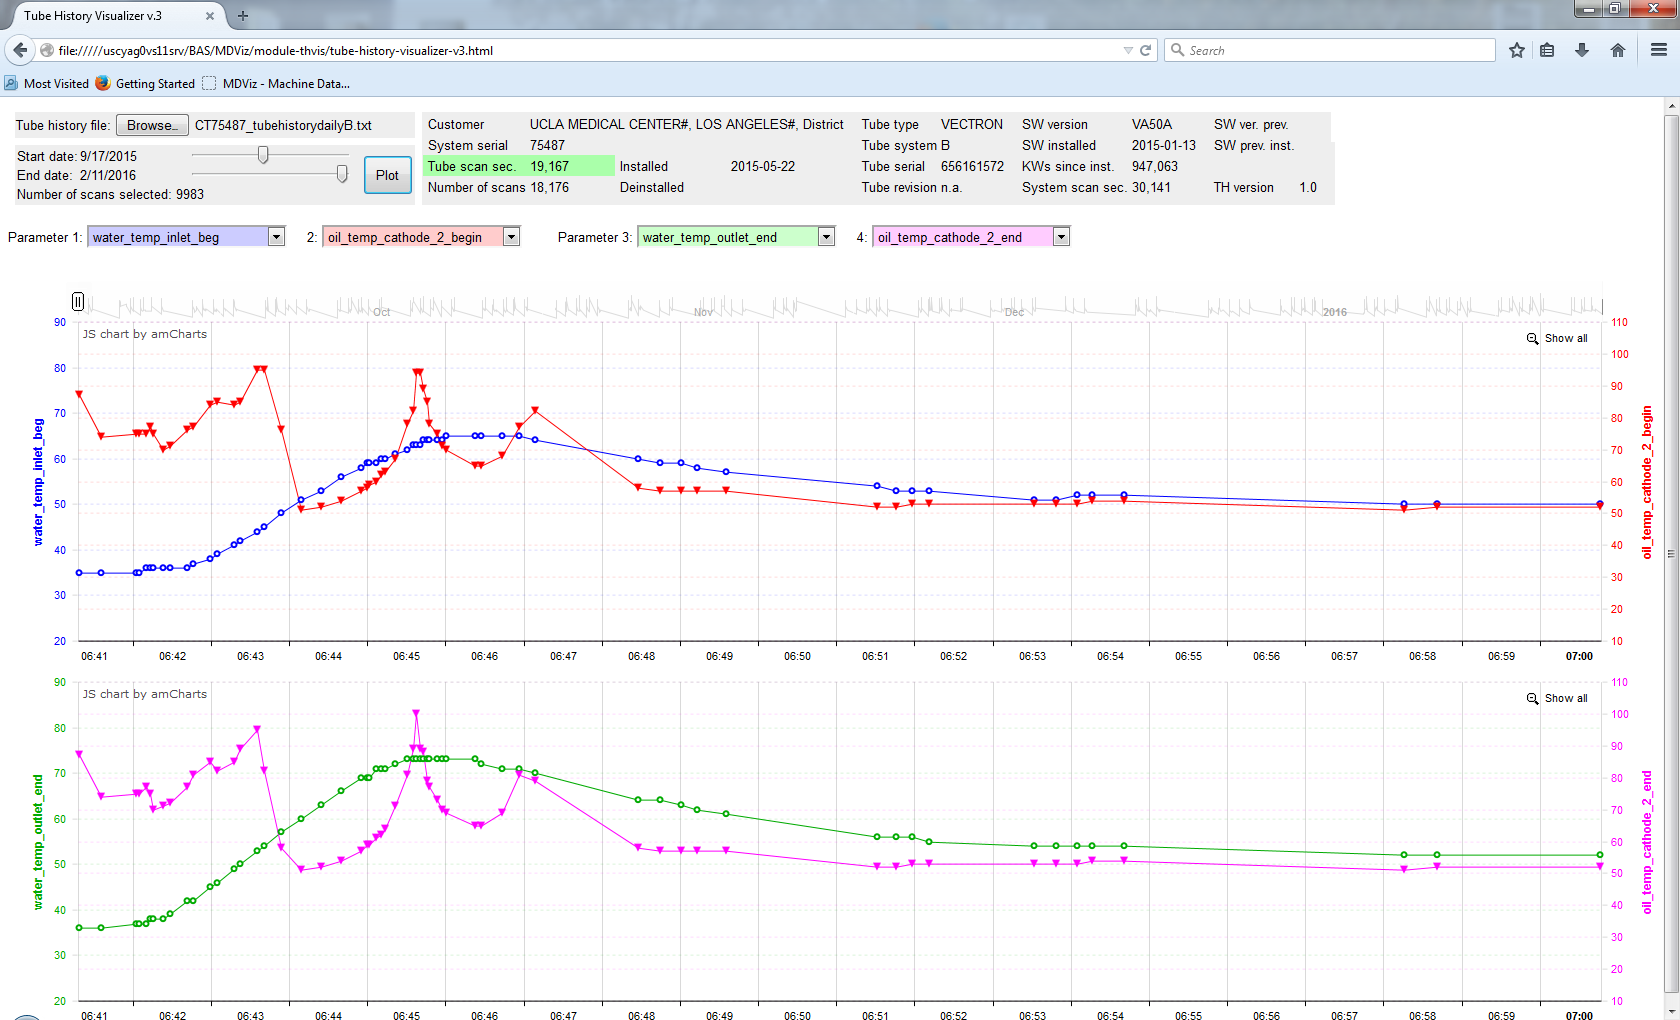 Tube History Visualizer v.3
file://///uscyag0vs11srv/BAS/MDViz/module-thvis/tube-history-visualizer-v3.html
Search
Most Visited Getting Started MDViz - Machine Data...
Tube history file: Browse... CT75487_tubehistorydailyB.txt
Start date: 9/17/2015
End date: 2/11/2016
Number of scans selected: 9983
Plot
Customer UCLA MEDICAL CENTER#, LOS ANGELES#, District Tube type VECTRON SW version VA50A SW ver. prev.
System serial 75487 Tube system B SW installed 2015-01-13 SW prev. inst.
Tube scan sec. 19,167 Installed 2015-05-22 Tube serial 656161572 KWs since inst. 947,063
Number of scans 18,176 Deinstalled Tube revision n.a. System scan sec. 30,141 TH version 1.0
Parameter 1: water_temp_inlet_beg 2: oil_temp_cathode_2_begin Parameter 3: water_temp_outlet_end 4: oil_temp_cathode_2_end
Oct Nov Dec 2016
JS chart by amCharts
Show all
90
80
70
60
50
40
30
20
water_temp_inlet_beg
110
100
90
80
70
60
50
40
30
20
10
oil_temp_cathode_2_begin
06:41 06:42 06:43 06:44 06:45 06:46 06:47 06:48 06:49 06:50 06:51 06:52 06:53 06:54 06:55 06:56 06:57 06:58 06:59 07:00
JS chart by amCharts
Show all
90
80
70
60
50
40
30
20
water_temp_outlet_end
110
100
90
80
70
60
50
40
30
20
10
oil_temp_cathode_2_end
06:41 06:42 06:43 06:44 06:45 06:46 06:47 06:48 06:49 06:50 06:51 06:52 06:53 06:54 06:55 06:56 06:57 06:58 06:59 07:00